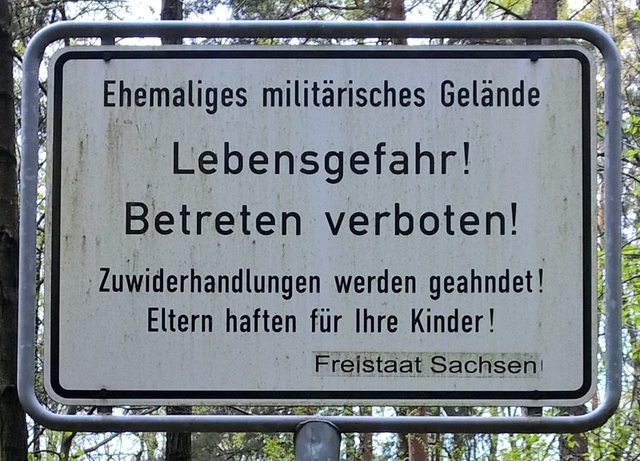 Ehemaliges militärisches Gelände
Lebensgefahr!
Betreten verboten!
Zuwiderhandlungen werden geahndet!
Eltern haften für Ihre Kinder!
Freistaat Sachsen